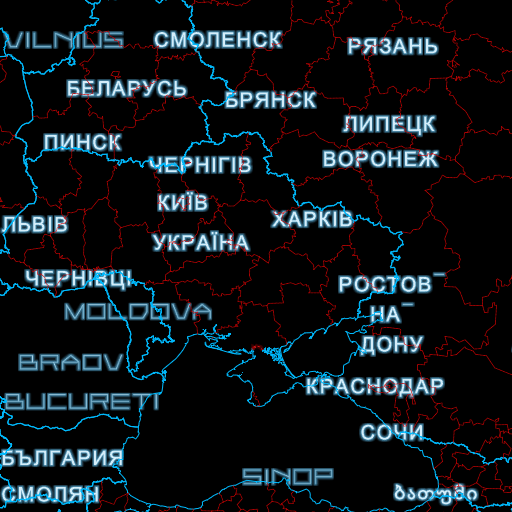 VILNIUS
СМОЛЕНСК
РЯЗАНЬ
БЕЛАРУСЬ
БРЯНСК
ЛИПЕЦК
ПИНСК
ЧЕРНІГІВ
ВОРОНЕЖ
КИЇВ
ЛЬВІВ
ХАРКІВ
УКРАЇНА
ЧЕРНІВЦІ
РОСТОВ‾
НА‾
ДОНУ
MOLDOVA
BRAOV
КРАСНОДАР
BUCURETI
СОЧИ
БЪЛГАРИЯ
SINOP
СМОЛЯН
ბათუმი